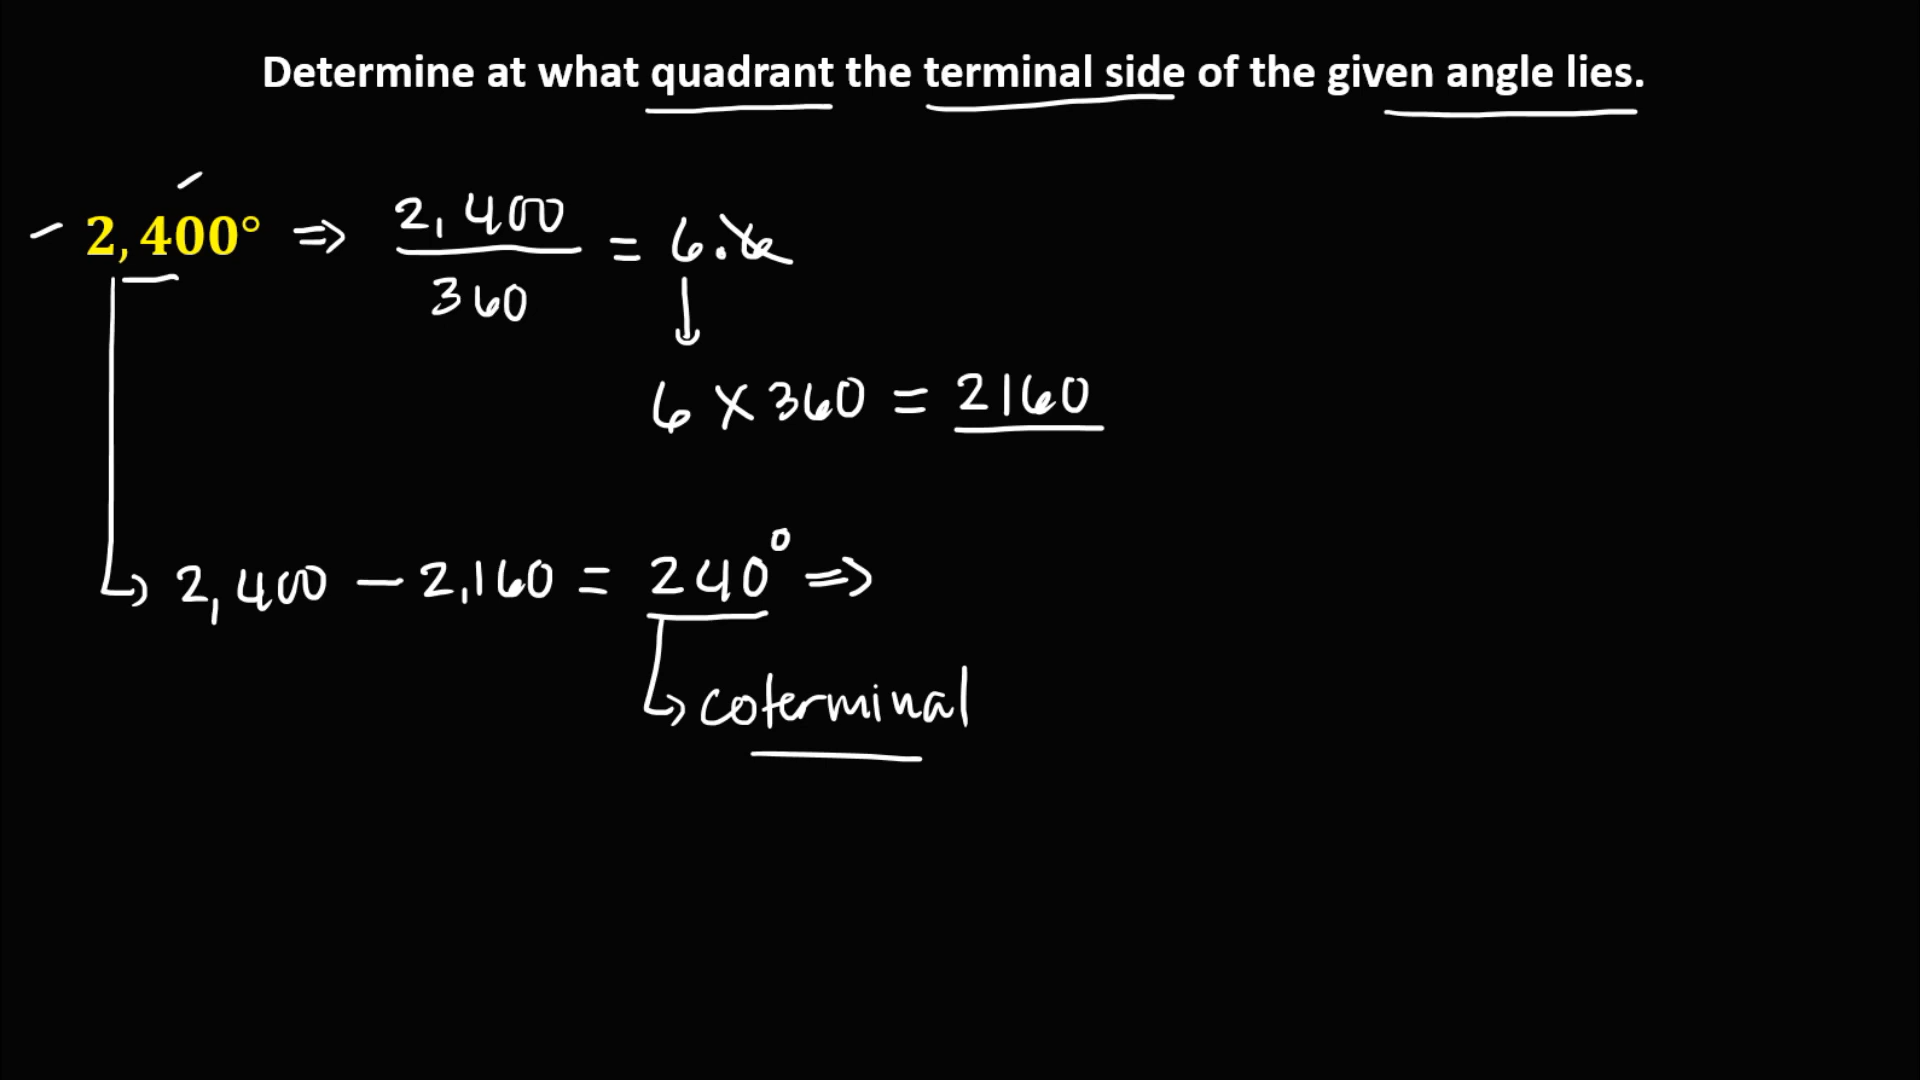 Determine at what quadrant the terminal side of the given angle lies.
2,400° ⇒ 2,400 / 360 = 6.6
6 × 360 = 2160
2,400 − 2,160 = 240° ⇒
coterminal